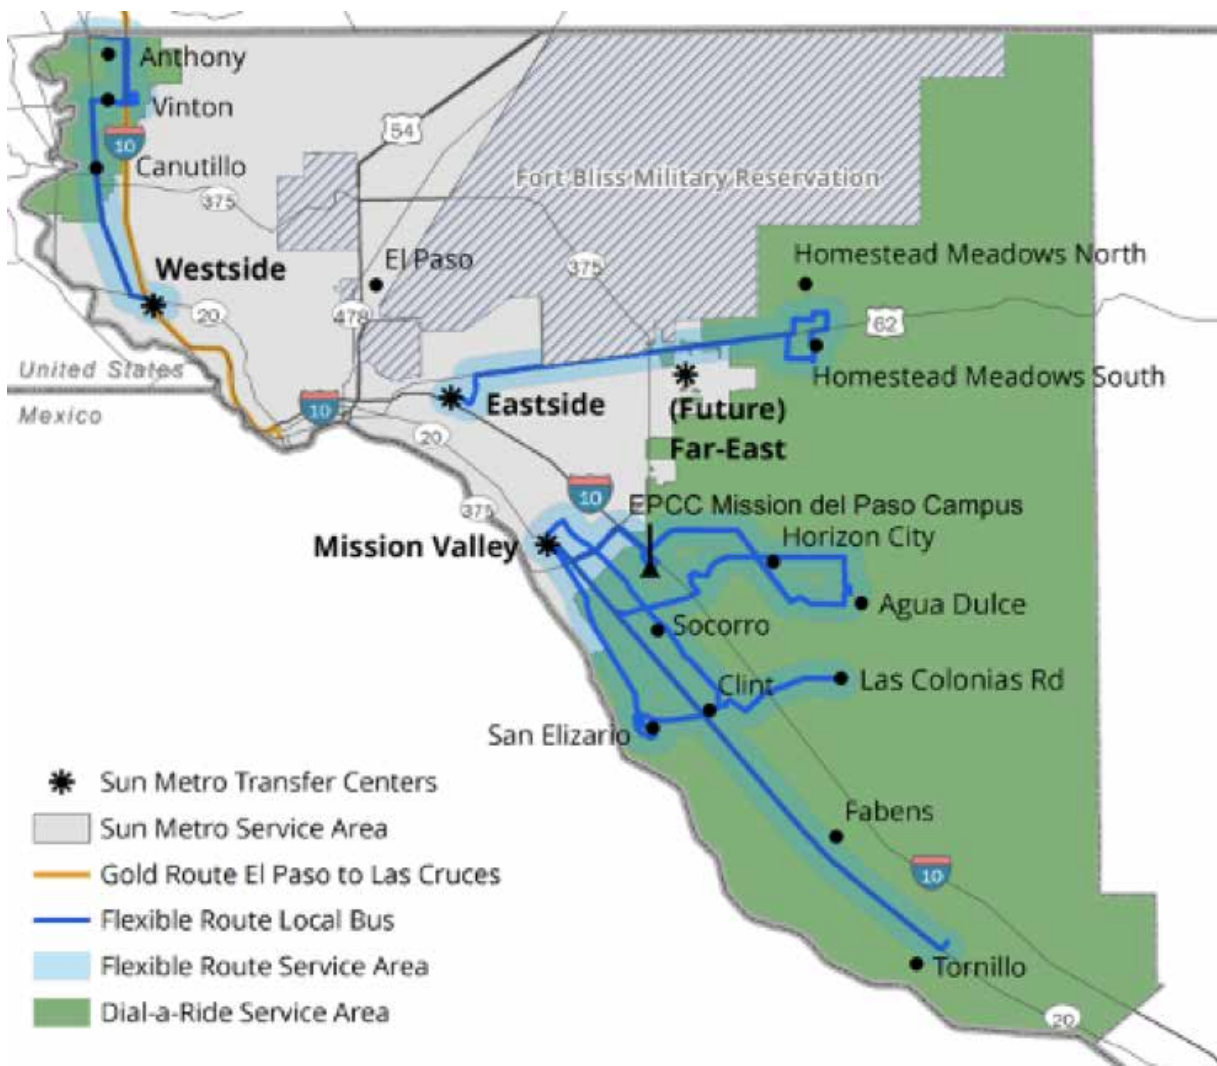 Anthony
Vinton
10
54
Canutillo
Fort Bliss Military Reservation
375
El Paso
Homestead Meadows North
Westside
375
20
478
62
United States
Homestead Meadows South
Mexico
10
Eastside
(Future)
Far-East
20
10
375
EPCC Mission del Paso Campus
Mission Valley
Horizon City
Agua Dulce
Socorro
Clint
Las Colonias Rd
San Elizario
Fabens
10
Tornillo
20
Sun Metro Transfer Centers
Sun Metro Service Area
Gold Route El Paso to Las Cruces
Flexible Route Local Bus
Flexible Route Service Area
Dial-a-Ride Service Area